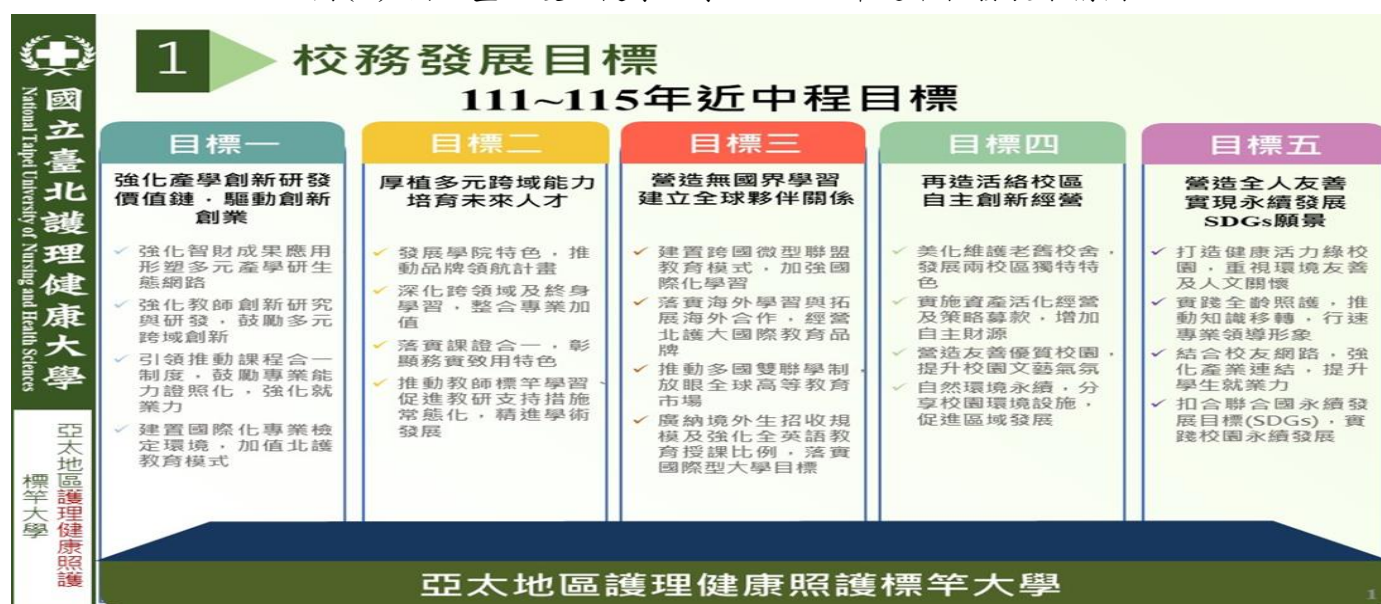 國立臺北護理健康大學
National Taipei University of Nursing and Health Sciences
亞太地區護理健康照護
標竿大學
1
校務發展目標
111~115年近中程目標
目標一
強化產學創新研發
價值鏈，驅動創新
創業
✓ 強化智財成果應用
形塑多元產學研生
態網路
✓ 強化教師創新研究
與研發，鼓勵多元
跨域創新
✓ 引領推動課程合一
制度，鼓勵專業能
力證照化，強化就
業力
✓ 建置國際化專業檢
定環境，加值北護
教育模式
目標二
厚植多元跨域能力
培育未來人才
✓ 發展學院特色，推
動品牌領航計畫
✓ 深化跨領域及終身
學習，整合專業加
值
✓ 落實課證合一，彰
顯務實致用特色
✓ 推動教師標竿學習、
促進教研支持措施
常態化，精進學術
發展
目標三
營造無國界學習
建立全球夥伴關係
✓ 建置跨國微型聯盟
教育模式，加強國
際化學習
✓ 落實海外學習與拓
展海外合作，經營
北護大國際教育品
牌
✓ 推動多國雙聯學制，
放眼全球高等教育
市場
✓ 廣納境外生招收規
模及強化全英語教
育授課比例，落實
國際型大學目標
目標四
再造活絡校區
自主創新經營
✓ 美化維護老舊校舍，
發展兩校區獨特特
色
✓ 實施資產活化經營
及策略募款，增加
自主財源
✓ 營造友善優質校園，
提升校園文藝氣氛
✓ 自然環境永續，分
享校園環境設施，
促進區域發展
目標五
營造全人友善
實現永續發展
SDGs願景
✓ 打造健康活力綠校
園，重視環境友善
及人文關懷
✓ 實踐全齡照護，推
動知識移轉，行速
專業領導形象
✓ 結合校友網路，強
化產業連結，提升
學生就業力
✓ 扣合聯合國永續發
展目標(SDGs)，實
踐校園永續發展
亞太地區護理健康照護標竿大學
1